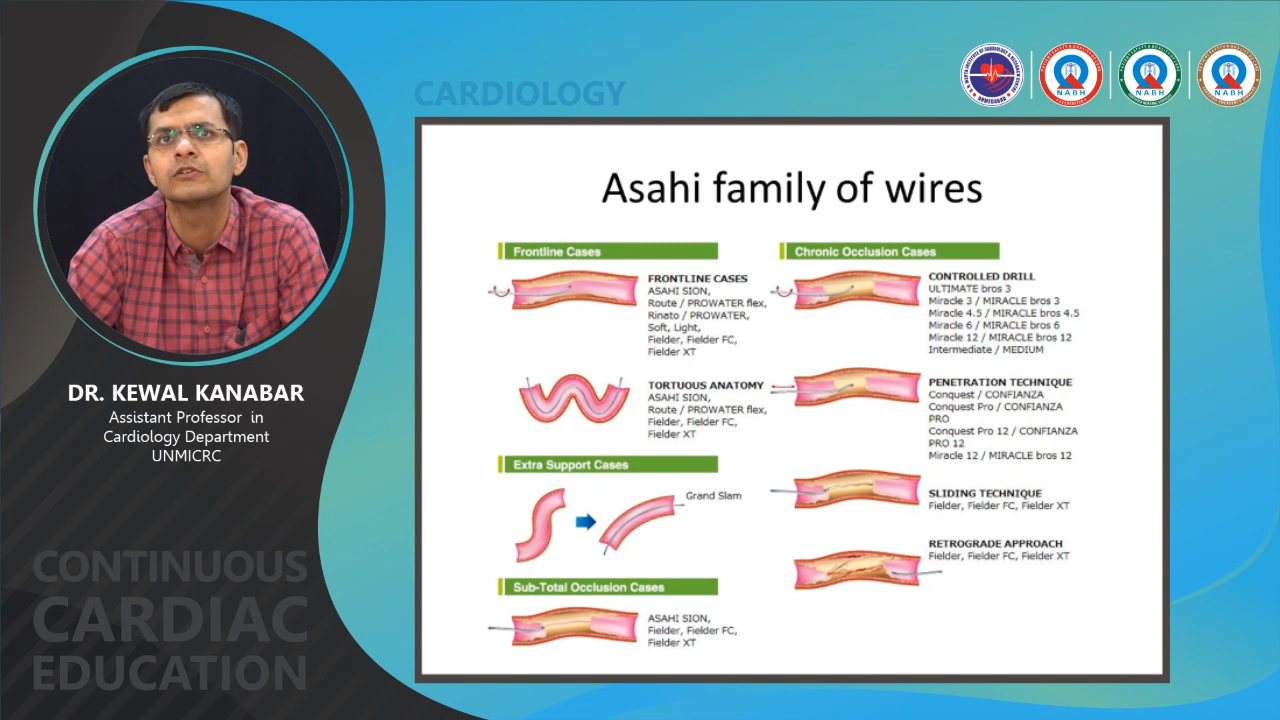 CARDIOLOGY
NABH
NABH
NABH
Asahi family of wires
Frontline Cases
FRONTLINE CASES
ASAHI SION,
Route / PROWATER flex,
Rinato / PROWATER,
Soft, Light,
Fielder, Fielder FC,
Fielder XT
TORTUOUS ANATOMY
ASAHI SION,
Route / PROWATER flex,
Fielder, Fielder FC,
Fielder XT
Extra Support Cases
Grand Slam
Sub-Total Occlusion Cases
ASAHI SION,
Fielder, Fielder FC,
Fielder XT
Chronic Occlusion Cases
CONTROLLED DRILL
ULTIMATE bros 3
Miracle 3 / MIRACLE bros 3
Miracle 4.5 / MIRACLE bros 4.5
Miracle 6 / MIRACLE bros 6
Miracle 12 / MIRACLE bros 12
Intermediate / MEDIUM
PENETRATION TECHNIQUE
Conquest / CONFIANZA
Conquest Pro / CONFIANZA
PRO
Conquest Pro 12 / CONFIANZA
PRO 12
Miracle 12 / MIRACLE bros 12
SLIDING TECHNIQUE
Fielder, Fielder FC, Fielder XT
RETROGRADE APPROACH
Fielder, Fielder FC, Fielder XT
DR. KEWAL KANABAR
Assistant Professor in
Cardiology Department
UNMICRC
CONTINUOUS
CARDIAC
EDUCATION